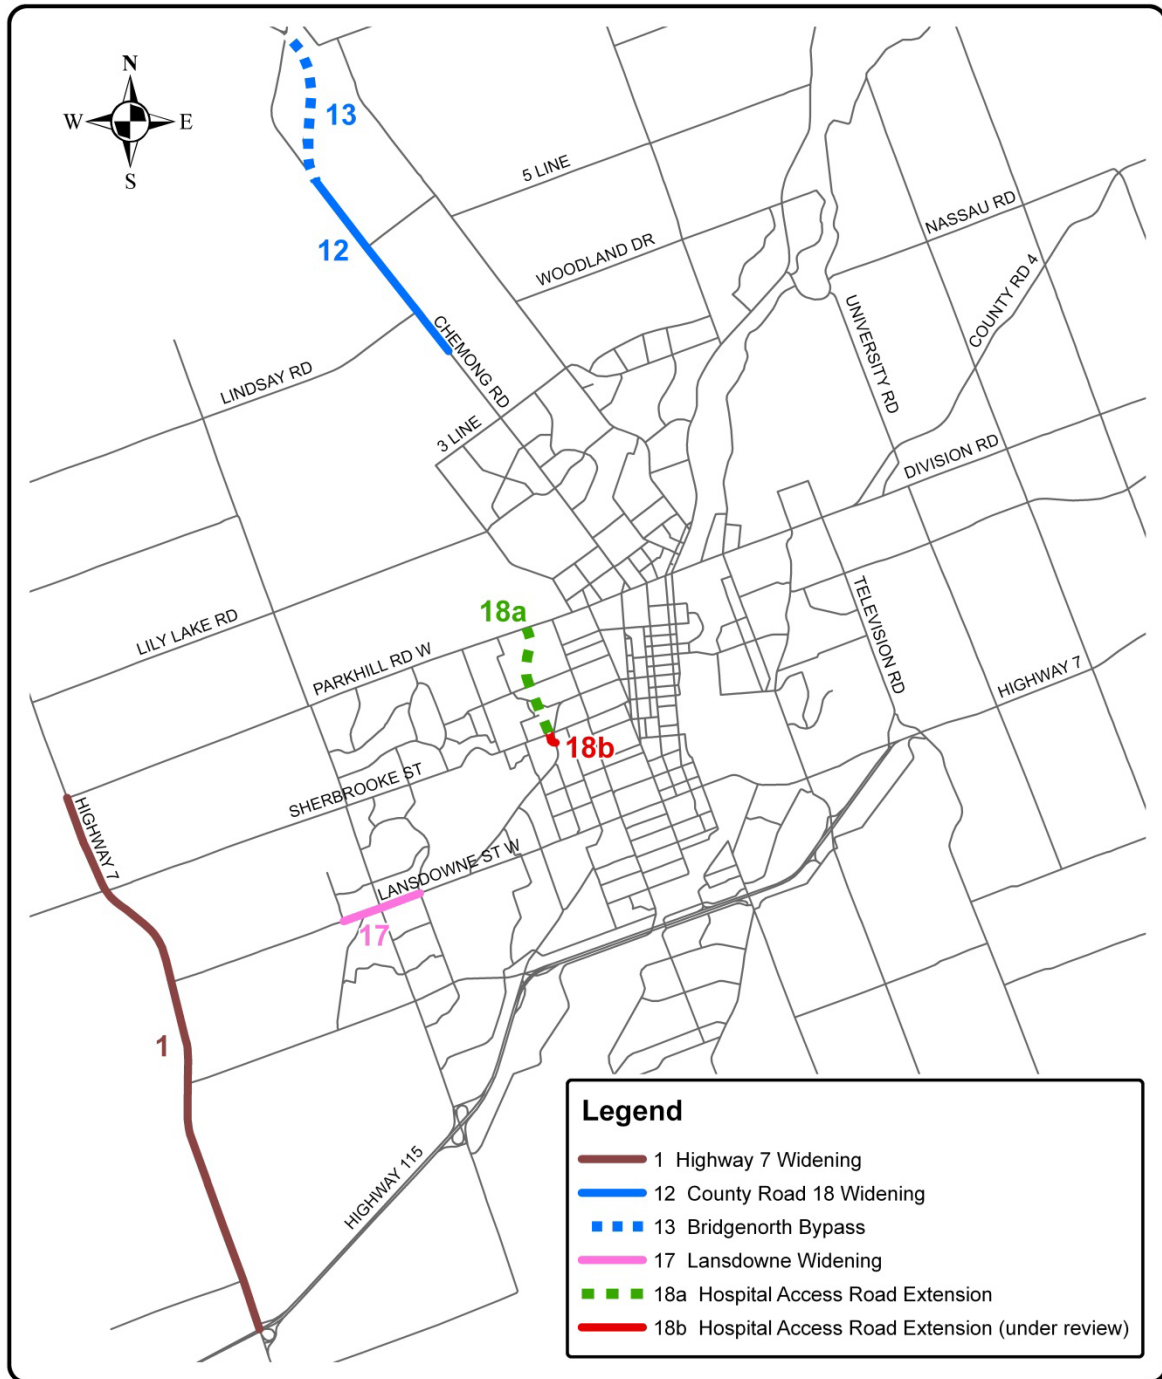 N
W E
S
13
5 LINE
NASSAU RD
12
WOODLAND DR
COUNTY RD 4
UNIVERSITY RD
CHEMONG RD
LINDSAY RD
3 LINE
DIVISION RD
18a
TELEVISION RD
LILY LAKE RD
PARKHILL RD W
HIGHWAY 7
18b
SHERBROOKE ST
HIGHWAY 7
LANSDOWNE ST W
17
1
HIGHWAY 115
Legend
1 Highway 7 Widening
12 County Road 18 Widening
13 Bridgenorth Bypass
17 Lansdowne Widening
18a Hospital Access Road Extension
18b Hospital Access Road Extension (under review)